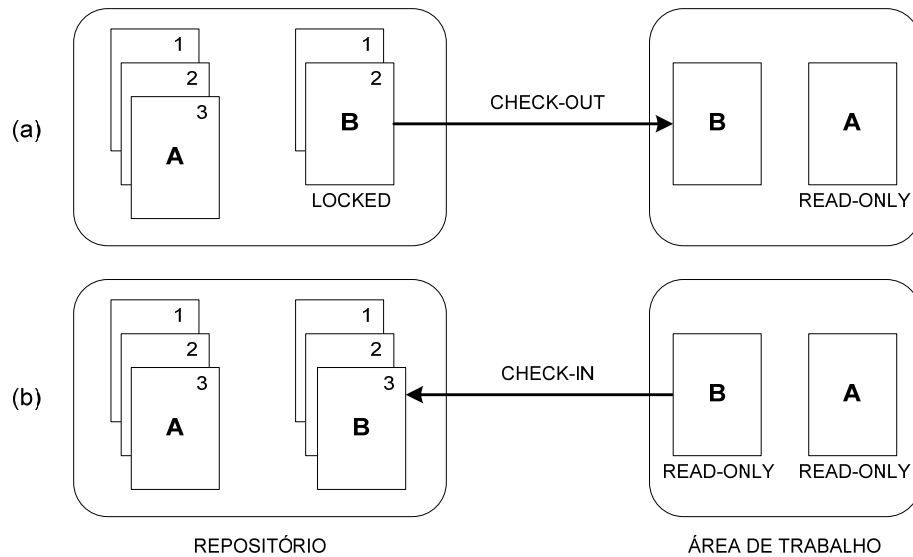 1
1
2
2
3
CHECK-OUT
(a)
B
B
A
A
LOCKED
READ-ONLY
1
1
2
2
CHECK-IN
3
3
(b)
A
B
B
A
READ-ONLY
READ-ONLY
REPOSITÓRIO
ÁREA DE TRABALHO